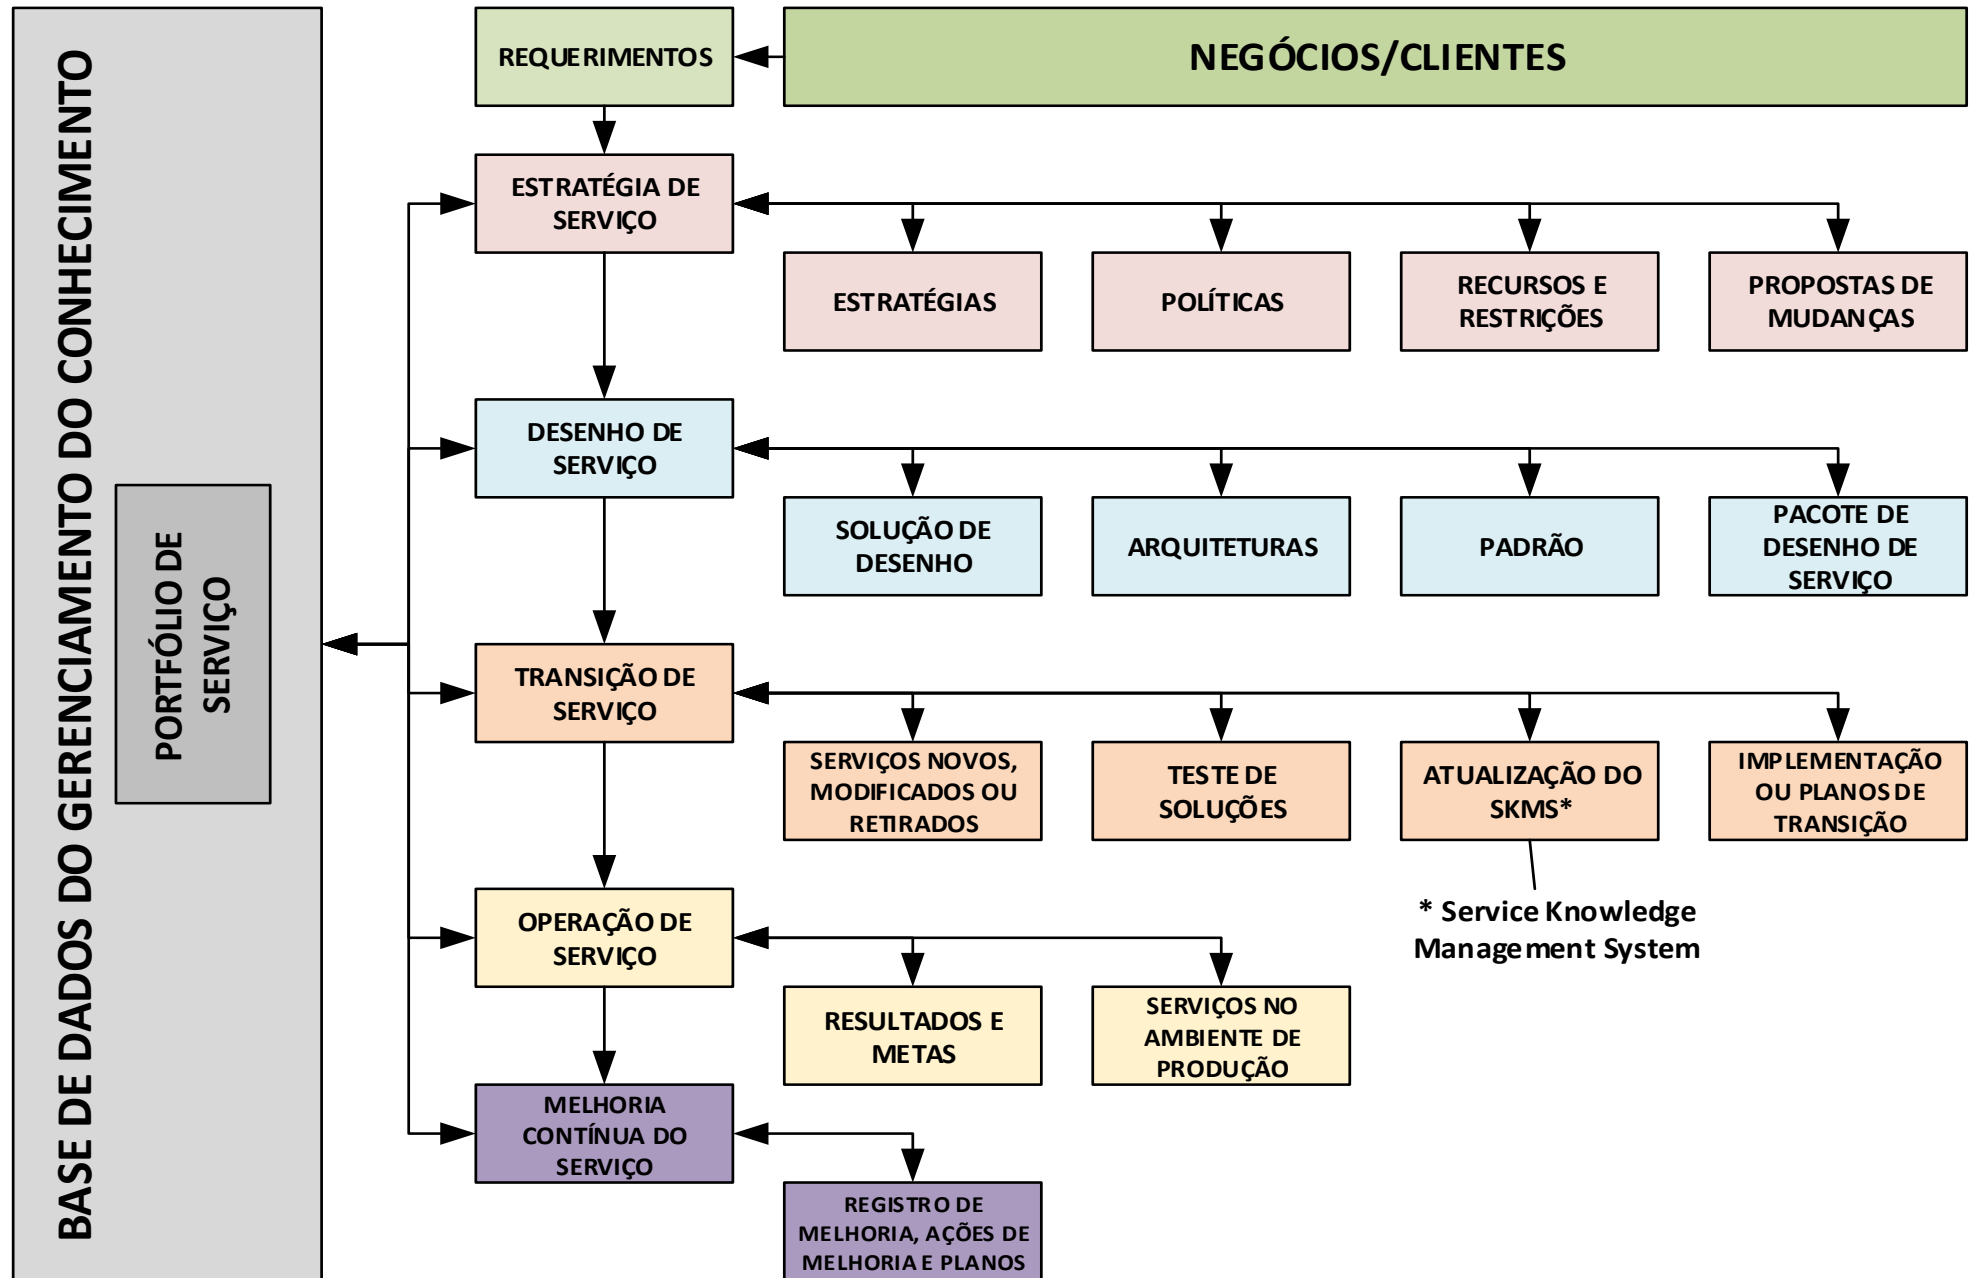 BASE DE DADOS DO GERENCIAMENTO DO CONHECIMENTO
PORTFÓLIO DE
SERVIÇO
REQUERIMENTOS
NEGÓCIOS/CLIENTES
ESTRATÉGIA DE
SERVIÇO
ESTRATÉGIAS
POLÍTICAS
RECURSOS E
RESTRIÇÕES
PROPOSTAS DE
MUDANÇAS
DESENHO DE
SERVIÇO
SOLUÇÃO DE
DESENHO
ARQUITETURAS
PADRÃO
PACOTE DE
DESENHO DE
SERVIÇO
TRANSIÇÃO DE
SERVIÇO
SERVIÇOS NOVOS,
MODIFICADOS OU
RETIRADOS
TESTE DE
SOLUÇÕES
ATUALIZAÇÃO DO
SKMS*
IMPLEMENTAÇÃO
OU PLANOS DE
TRANSIÇÃO
* Service Knowledge
Management System
OPERAÇÃO DE
SERVIÇO
RESULTADOS E
METAS
SERVIÇOS NO
AMBIENTE DE
PRODUÇÃO
MELHORIA
CONTÍNUA DO
SERVIÇO
REGISTRO DE
MELHORIA, AÇÕES DE
MELHORIA E PLANOS